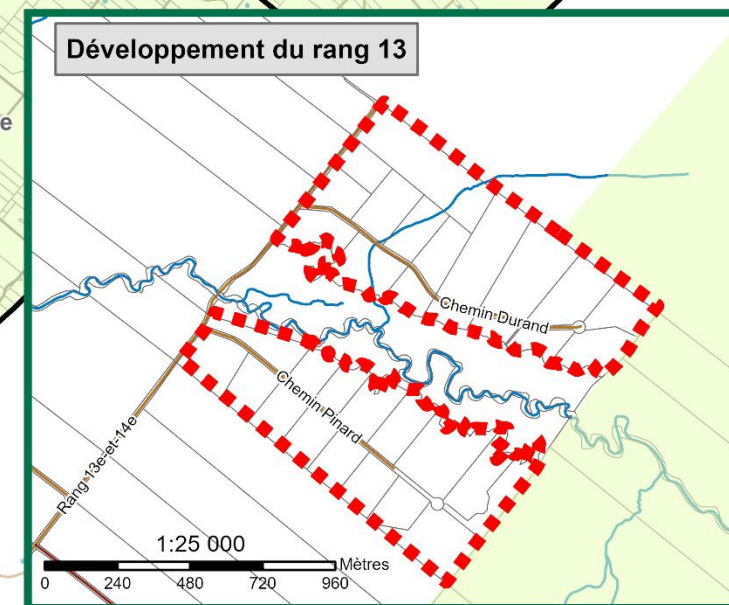 Développement du rang 13
e
Chemin Durand
Chemin Pinard
Rang 13e-et-14e
1:25 000
Mètres
0 240 480 720 960